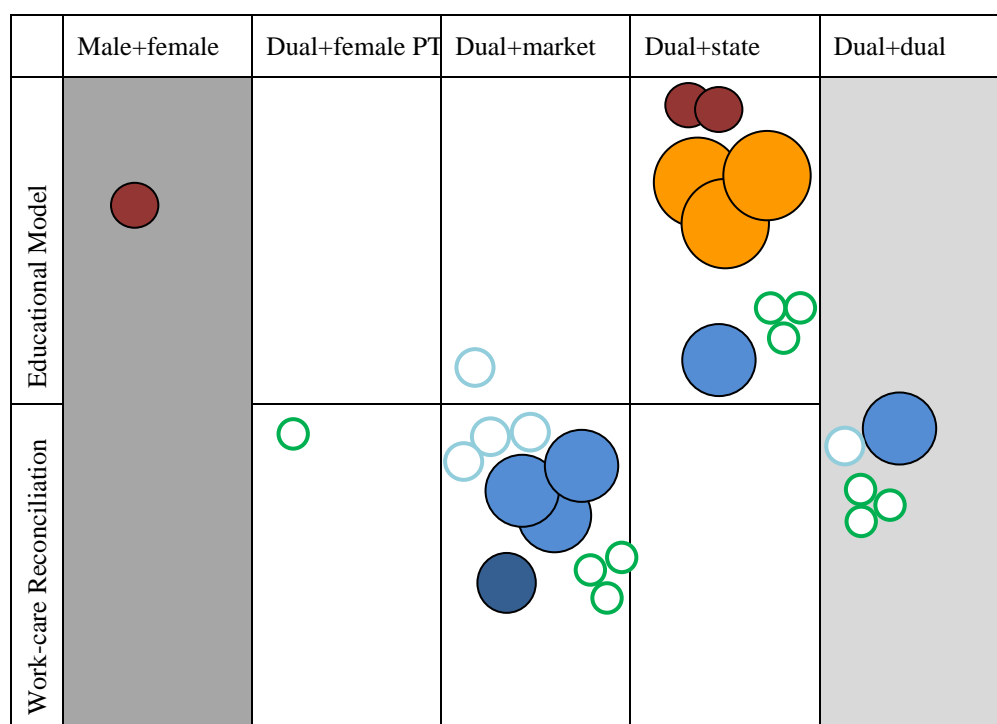 Male+female
Dual+female PT
Dual+market
Dual+state
Dual+dual
Educational Model
Work-care Reconciliation